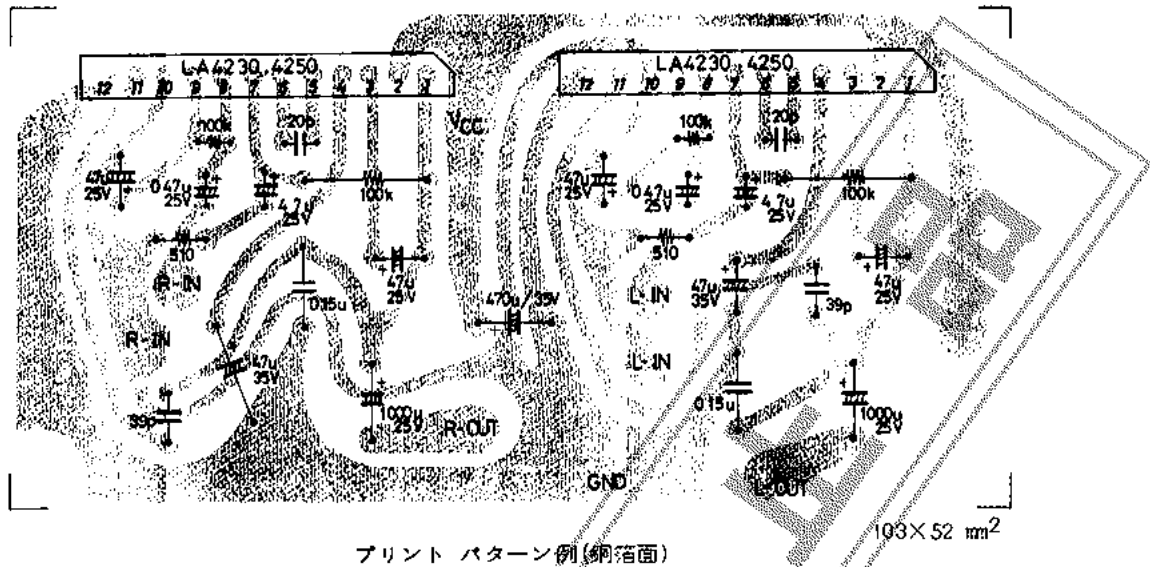 LA4230,4250
12 11 10 9 8 7 6 5 4 3 2 1
LA4230,4250
12 11 10 9 8 7 6 5 4 3 2 1
VCC
100k
20p
100k
20p
47u
25V
0.47u
25V
4.7u
25V
100k
47u
25V
0.47u
25V
4.7u
25V
100k
510
510
R-IN
47u
25V
0.15u
470u/35V
L-IN
47u
35V
39p
47u
25V
R-IN
47u
35V
L-IN
39p
1000u
25V
R-OUT
0.15u
1000u
25V
GND
L-OUT
103×52 mm2
プリント パターン例(銅箔面)